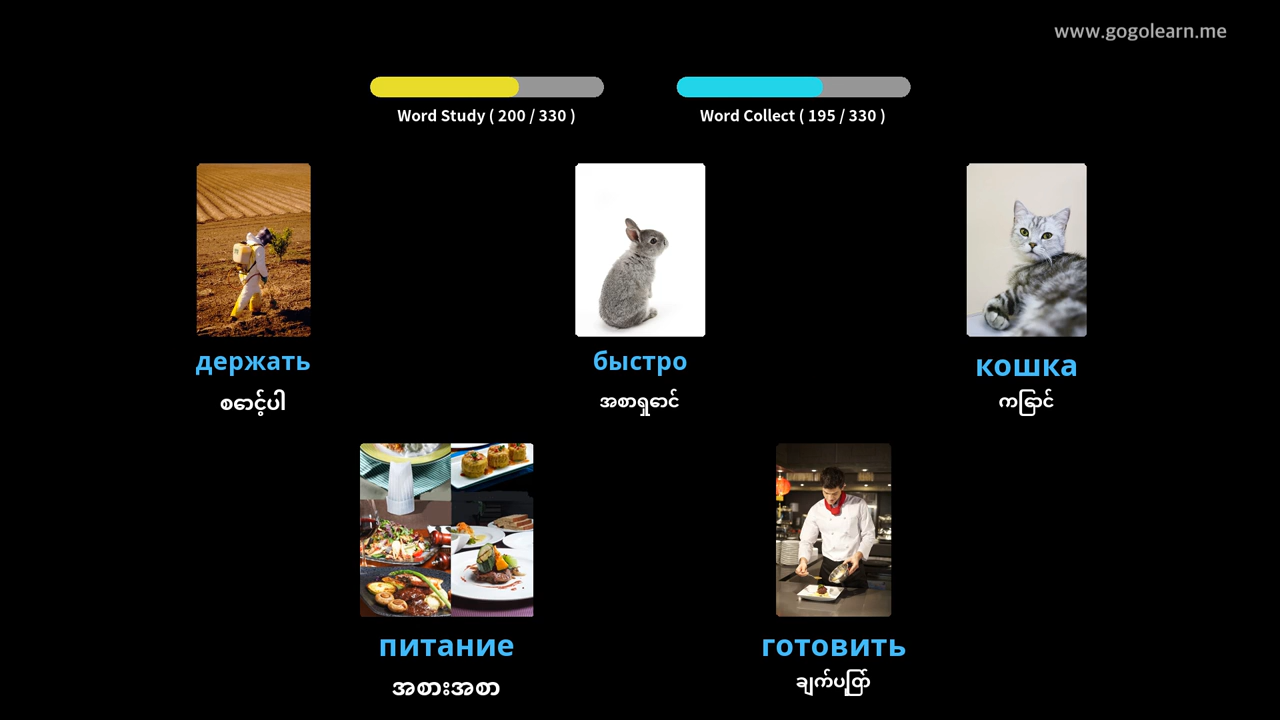 www.gogolearn.me
Word Study ( 200 / 330 )
Word Collect ( 195 / 330 )
держать
быстро
кошка
စောင့်ပါ
အစာရှောင်
ကြောင်
питание
готовить
အစားအစာ
ချက်ပြုတ်